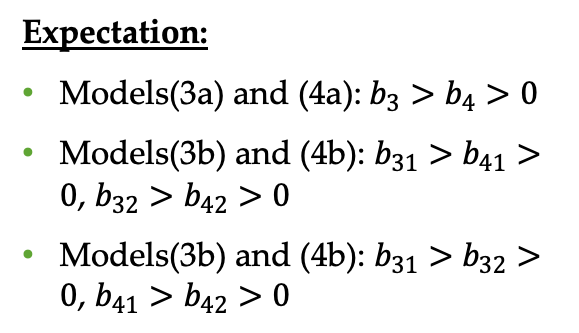 Expectation:
• Models(3a) and (4a): b₃ > b₄ > 0
• Models(3b) and (4b): b₃₁ > b₄₁ >
0, b₃₂ > b₄₂ > 0
• Models(3b) and (4b): b₃₁ > b₃₂ >
0, b₄₁ > b₄₂ > 0